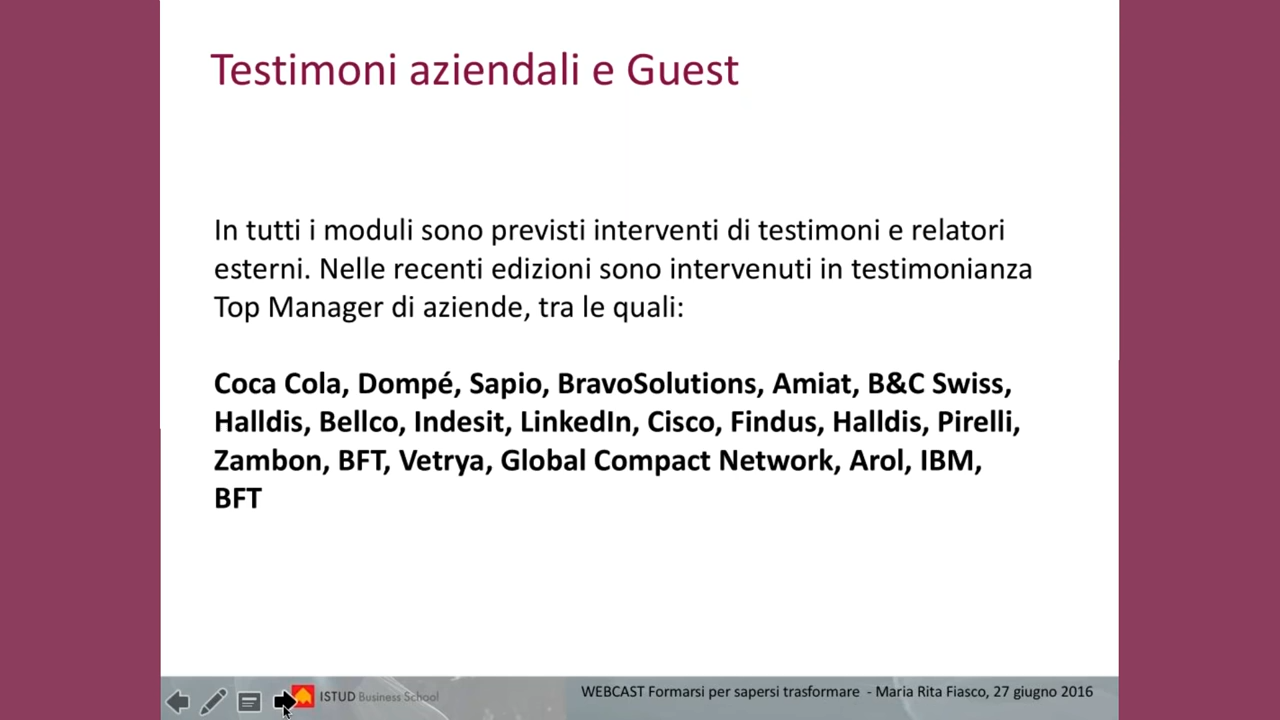 Testimoni aziendali e Guest
In tutti i moduli sono previsti interventi di testimoni e relatori
esterni. Nelle recenti edizioni sono intervenuti in testimonianza
Top Manager di aziende, tra le quali:
Coca Cola, Dompé, Sapio, BravoSolutions, Amiat, B&C Swiss,
Halldis, Bellco, Indesit, LinkedIn, Cisco, Findus, Halldis, Pirelli,
Zambon, BFT, Vetrya, Global Compact Network, Arol, IBM,
BFT
ISTUD Business School
WEBCAST Formarsi per sapersi trasformare - Maria Rita Fiasco, 27 giugno 2016